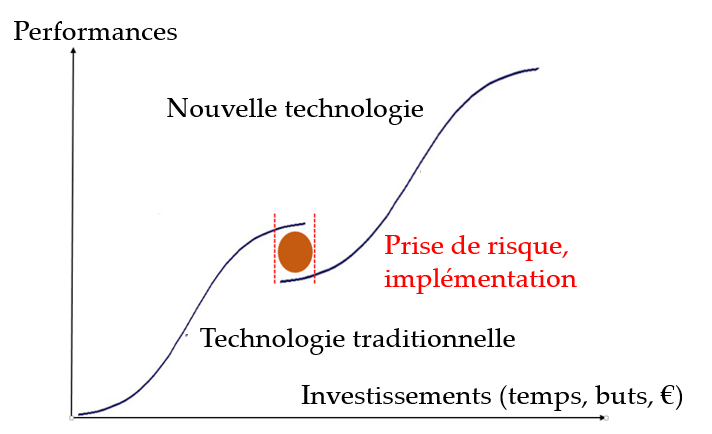 Performances
Nouvelle technologie
Prise de risque,
implémentation
Technologie traditionnelle
Investissements (temps, buts, €)